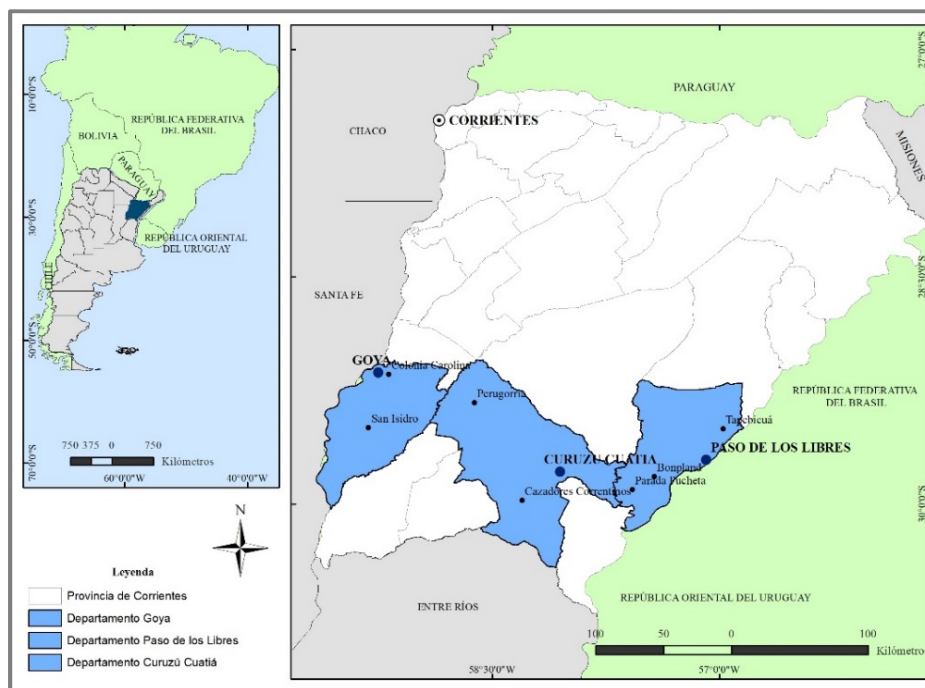 10°0'0"S
30°0'0"S
50°0'0"S
70°0'0"S
BOLIVIA
REPÚBLICA FEDERATIVA
DEL BRASIL
PARAGUAY
REPÚBLICA ORIENTAL
DEL URUGUAY
CHILE
750 375 0 750
Kilómetros
60°0'0"W
40°0'0"W
N
Leyenda
Provincia de Corrientes
Departamento Goya
Departamento Paso de los Libres
Departamento Curuzú Cuatiá
PARAGUAY
27°0'0"S
CORRIENTES
CHACO
MISIONES
28°30'0"S
SANTA FE
GOYA
Colonia Carolina
Perugorría
San Isidro
REPÚBLICA FEDERATIVA
DEL BRASIL
Tapebicuá
PASO DE LOS LIBRES
CURUZU CUATIA
Bonpland
Parada Pucheta
Cazadores Correntinos
30°0'0"S
ENTRE RÍOS
REPÚBLICA ORIENTAL DEL URUGUAY
100 50 0 100
Kilómetros
58°30'0"W
57°0'0"W